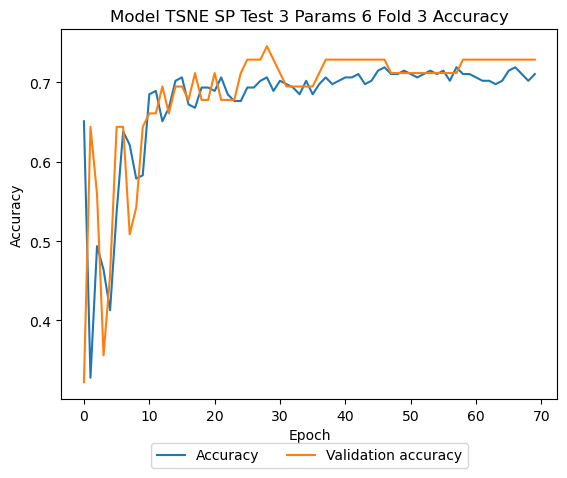 Model TSNE SP Test 3 Params 6 Fold 3 Accuracy
Accuracy
0.7
0.6
0.5
0.4
0 10 20 30 40 50 60 70
Epoch
Accuracy Validation accuracy